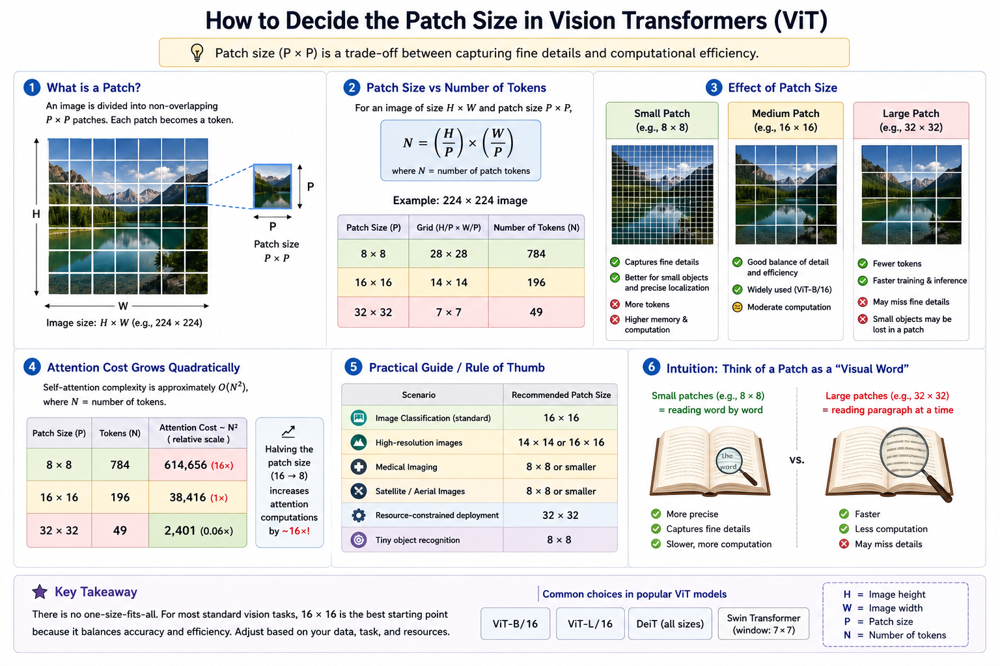 How to Decide the Patch Size in Vision Transformers (ViT)
Patch size (P × P) is a trade-off between capturing fine details and computational efficiency.
1 What is a Patch?
An image is divided into non-overlapping
P × P patches. Each patch becomes a token.
H
W
P
P
Patch size
P × P
Image size: H × W (e.g., 224 × 224)
2 Patch Size vs Number of Tokens
For an image of size H × W and patch size P × P,
N = (H/P) × (W/P)
where N = number of patch tokens
Example: 224 × 224 image
Patch Size (P) Grid (H/P × W/P) Number of Tokens (N)
8 × 8 28 × 28 784
16 × 16 14 × 14 196
32 × 32 7 × 7 49
3 Effect of Patch Size
Small Patch
(e.g., 8 × 8)
Captures fine details
Better for small objects
and precise localization
More tokens
Higher memory &
computation
Medium Patch
(e.g., 16 × 16)
Good balance of detail
and efficiency
Widely used (ViT-B/16)
Moderate computation
Large Patch
(e.g., 32 × 32)
Fewer tokens
Faster training & inference
May miss fine details
Small objects may be
lost in a patch
4 Attention Cost Grows Quadratically
Self-attention complexity is approximately O(N²),
where N = number of tokens.
Patch Size (P) Tokens (N) Attention Cost ~ N²
( relative scale )
8 × 8 784 614,656 (16×)
16 × 16 196 38,416 (1×)
32 × 32 49 2,401 (0.06×)
Halving the
patch size
(16 → 8)
increases
attention
computations
by ~16×!
5 Practical Guide / Rule of Thumb
Scenario Recommended Patch Size
Image Classification (standard) 16 × 16
High-resolution images 14 × 14 or 16 × 16
Medical Imaging 8 × 8 or smaller
Satellite / Aerial Images 8 × 8 or smaller
Resource-constrained deployment 32 × 32
Tiny object recognition 8 × 8
6 Intuition: Think of a Patch as a “Visual Word”
Small patches (e.g., 8 × 8)
= reading word by word
the
word
More precise
Captures fine details
Slower, more computation
vs.
Large patches (e.g., 32 × 32)
= reading paragraph at a time
Faster
Less computation
May miss details
Key Takeaway
There is no one-size-fits-all. For most standard vision tasks, 16 × 16 is the best starting point
because it balances accuracy and efficiency. Adjust based on your data, task, and resources.
Common choices in popular ViT models
ViT-B/16
ViT-L/16
DeiT (all sizes)
Swin Transformer
(window: 7×7)
H = Image height
W = Image width
P = Patch size
N = Number of tokens